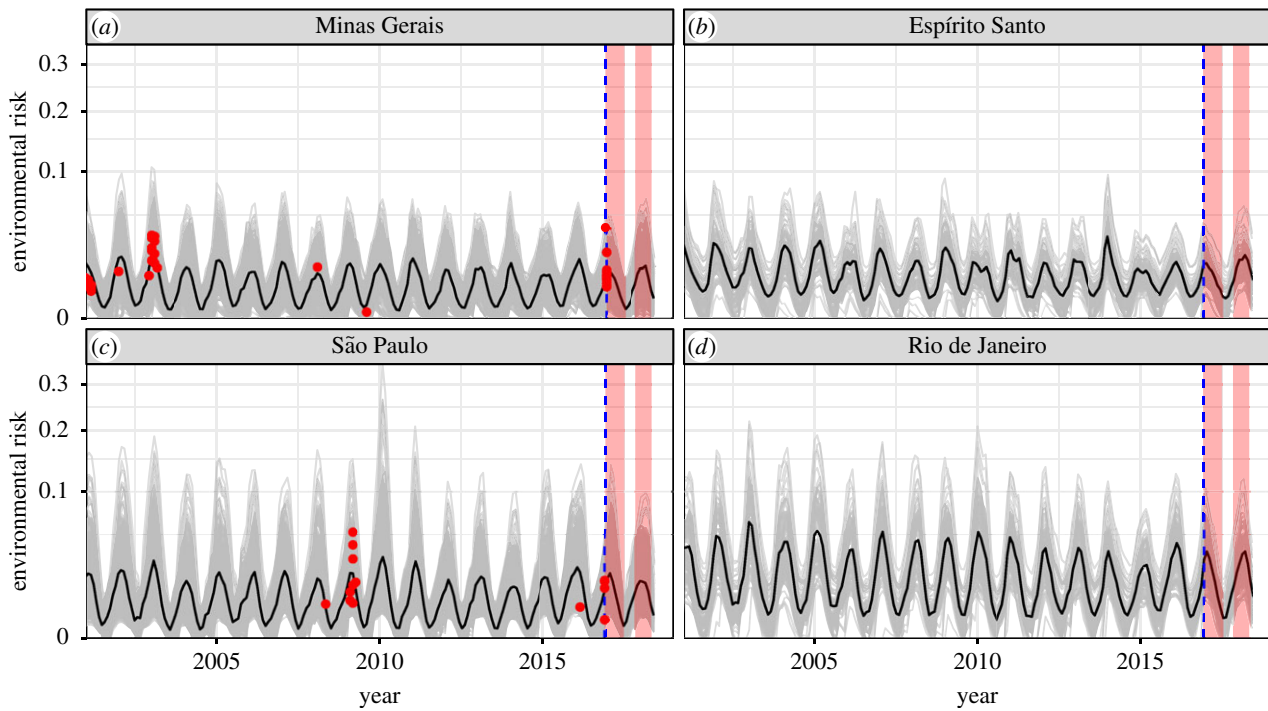 (a) Minas Gerais
(b) Espírito Santo
0.3
0.2
0.1
0
environmental risk
(c) São Paulo
(d) Rio de Janeiro
0.3
0.2
0.1
0
environmental risk
2005 2010 2015
2005 2010 2015
year
year